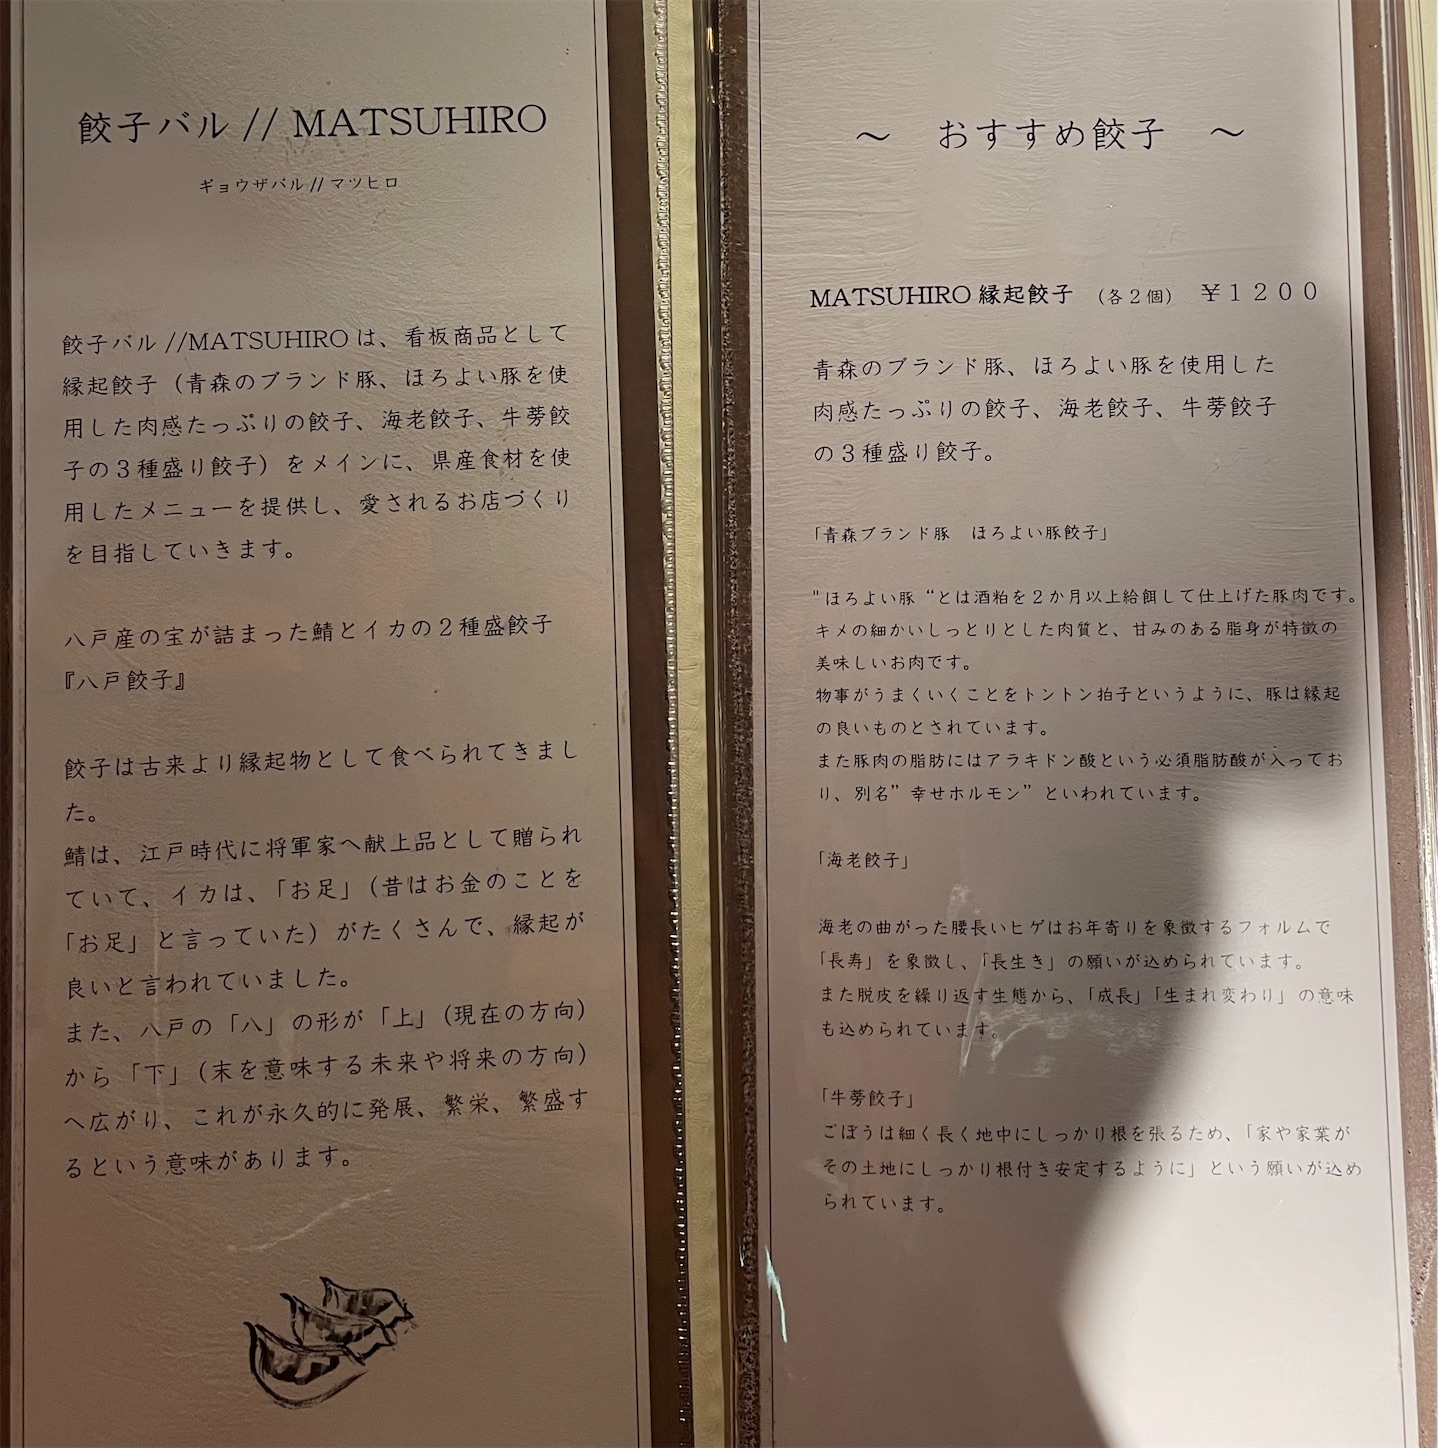 餃子バル // MATSUHIRO
ギョウザバル // マツヒロ
餃子バル //MATSUHIRO は、看板商品として
縁起餃子（青森のブランド豚、ほろよい豚を使
用した肉感たっぷりの餃子、海老餃子、牛蒡餃
子の３種盛り餃子）をメインに、県産食材を使
用したメニューを提供し、愛されるお店づくり
を目指していきます。
八戸産の宝が詰まった鯖とイカの２種盛餃子
『八戸餃子』
餃子は古来より縁起物として食べられてきまし
た。
鯖は、江戸時代に将軍家へ献上品として贈られ
ていて、イカは、「お足」（昔はお金のことを
「お足」と言っていた）がたくさんで、縁起が
良いと言われていました。
また、八戸の「八」の形が「上」（現在の方向）
から「下」（末を意味する未来や将来の方向）
へ広がり、これが永久的に発展、繁栄、繁盛す
るという意味があります。
～　おすすめ餃子　～
MATSUHIRO 縁起餃子　（各２個）　￥１２００
青森のブランド豚、ほろよい豚を使用した
肉感たっぷりの餃子、海老餃子、牛蒡餃子
の３種盛り餃子。
「青森ブランド豚　ほろよい豚餃子」
"ほろよい豚 “とは酒粕を２か月以上給餌して仕上げた豚肉です。
キメの細かいしっとりとした肉質と、甘みのある脂身が特徴の
美味しいお肉です。
物事がうまくいくことをトントン拍子というように、豚は縁起
の良いものとされています。
また豚肉の脂肪にはアラキドン酸という必須脂肪酸が入ってお
り、別名” 幸せホルモン” といわれています。
「海老餃子」
海老の曲がった腰長いヒゲはお年寄りを象徴するフォルムで
「長寿」を象徴し、「長生き」の願いが込められています。
また脱皮を繰り返す生態から、「成長」「生まれ変わり」の意味
も込められています。
「牛蒡餃子」
ごぼうは細く長く地中にしっかり根を張るため、「家や家業が
その土地にしっかり根付き安定するように」という願いが込め
られています。